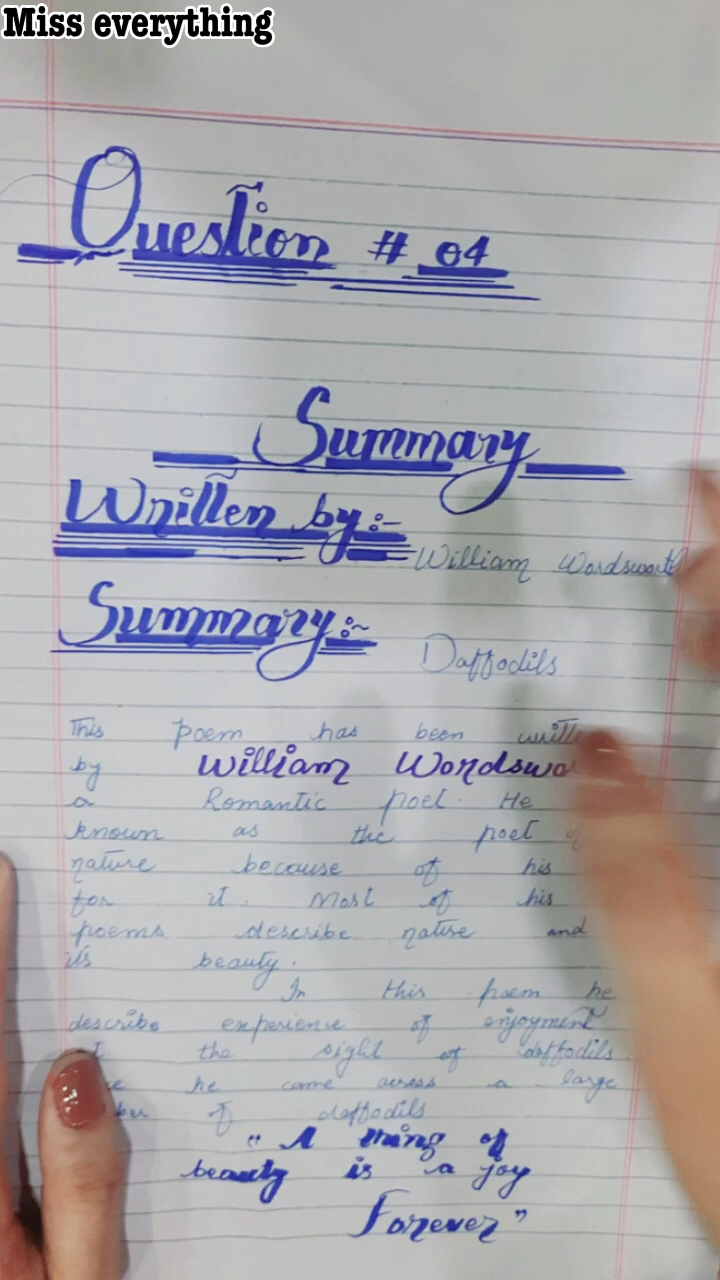 Miss everything
Question # 04
Summary
Written by:-
William Wordsworth
Summary:~
Daffodils
This poem has been
by William
a Romantic poet. He
known as the poet
nature because of his
for it. Most of his
poems describe nature and
its beauty.
In this poem he
describe experience of enjoyment
the sight of daffodils
he came across a large
of daffodils
"A thing of
beauty is a joy
Forever"